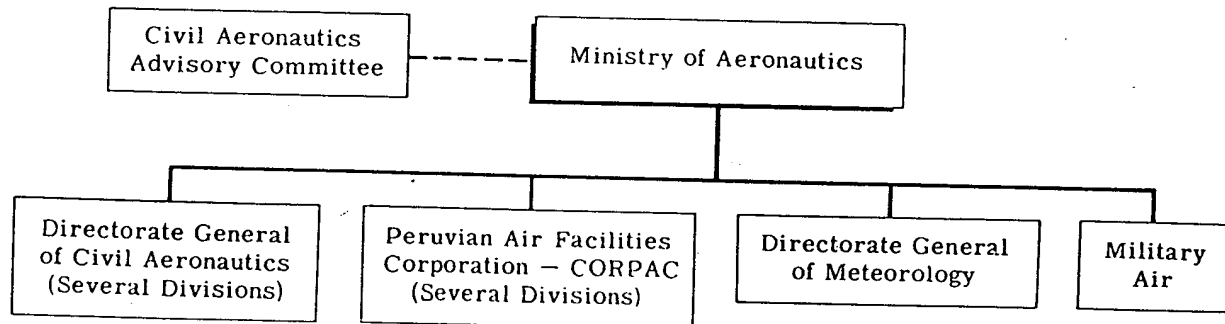 Civil Aeronautics
Advisory Committee
Ministry of Aeronautics
Directorate General
of Civil Aeronautics
(Several Divisions)
Peruvian Air Facilities
Corporation — CORPAC
(Several Divisions)
Directorate General
of Meteorology
Military
Air